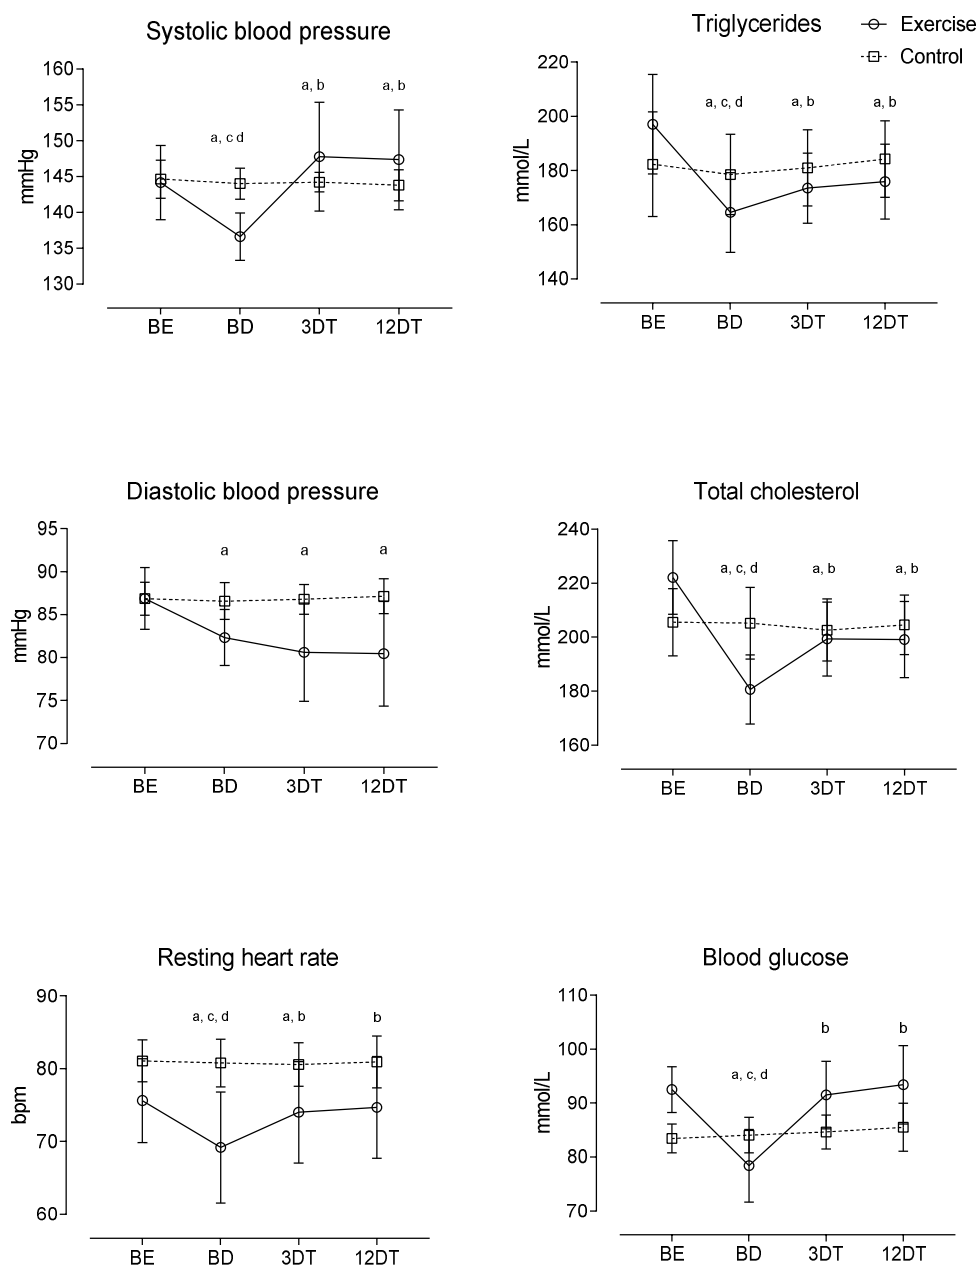 Systolic blood pressure
160
155
150
145
140
135
130
mmHg
a, c d
a, b
a, b
BE BD 3DT 12DT
Triglycerides
Exercise
Control
220
200
180
160
140
mmol/L
a, c, d
a, b
a, b
BE BD 3DT 12DT
Diastolic blood pressure
95
90
85
80
75
70
mmHg
a
a
a
BE BD 3DT 12DT
Total cholesterol
240
220
200
180
160
mmol/L
a, c, d
a, b
a, b
BE BD 3DT 12DT
Resting heart rate
90
80
70
60
bpm
a, c, d
a, b
b
BE BD 3DT 12DT
Blood glucose
110
100
90
80
70
mmol/L
a, c, d
b
b
BE BD 3DT 12DT